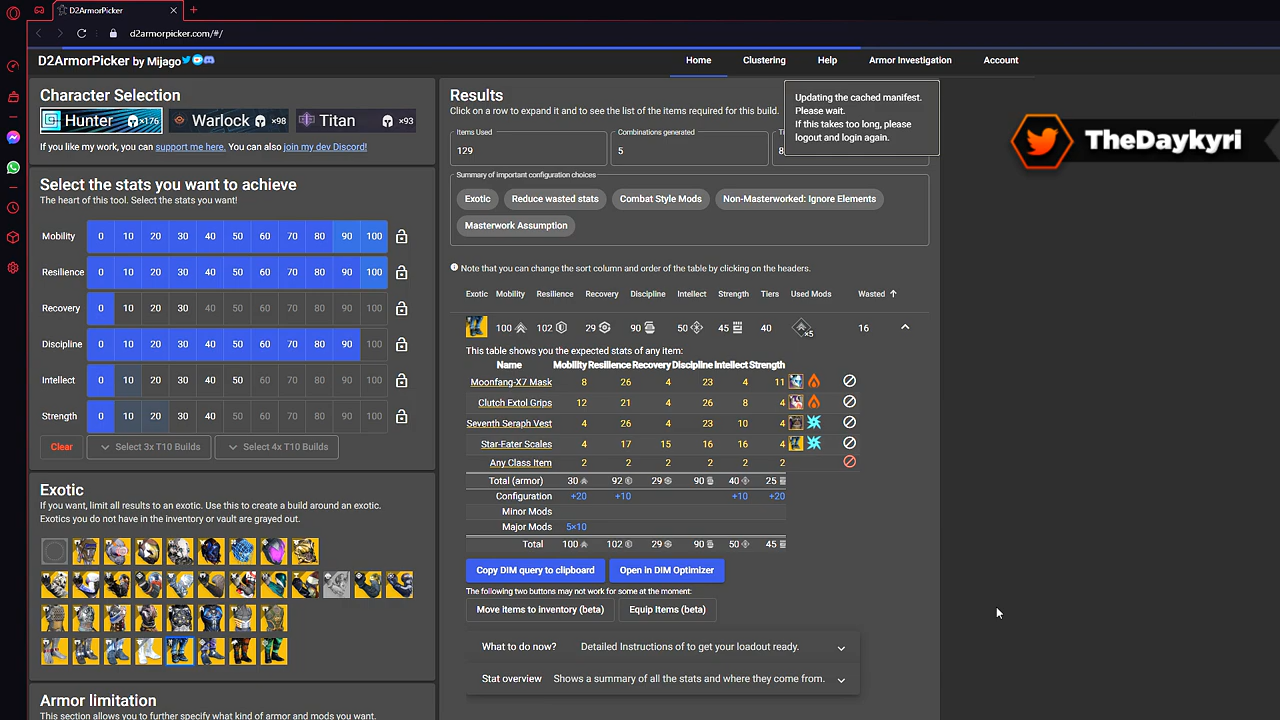 D2ArmorPicker
d2armorpicker.com/#/
D2ArmorPicker by Mijago
Home Clustering Help Armor Investigation Account
Character Selection
Hunter ×176 Warlock ×98 Titan ×93
If you like my work, you can support me here. You can also join my dev Discord!
Select the stats you want to achieve
The heart of this tool. Select the stats you want!
Mobility 0 10 20 30 40 50 60 70 80 90 100
Resilience 0 10 20 30 40 50 60 70 80 90 100
Recovery 0 10 20 30 40 50 60 70 80 90 100
Discipline 0 10 20 30 40 50 60 70 80 90 100
Intellect 0 10 20 30 40 50 60 70 80 90 100
Strength 0 10 20 30 40 50 60 70 80 90 100
Clear Select 3x T10 Builds Select 4x T10 Builds
Exotic
If you want, limit all results to an exotic. Use this to create a build around an exotic.
Exotics you do not have in the inventory or vault are grayed out.
Armor limitation
This section allows you to further specify what kind of armor and mods you want.
Results
Click on a row to expand it and to see the list of the items required for this build.
Updating the cached manifest.
Please wait.
If this takes too long, please
logout and login again.
Items Used Combinations generated
129 5 8
Summary of important configuration choices
Exotic Reduce wasted stats Combat Style Mods Non-Masterworked: Ignore Elements
Masterwork Assumption
Note that you can change the sort column and order of the table by clicking on the headers.
Exotic Mobility Resilience Recovery Discipline Intellect Strength Tiers Used Mods Wasted
100 102 29 90 50 45 40 ×5 16
This table shows you the expected stats of any item:
Name Mobility Resilience Recovery Discipline Intellect Strength
Moonfang-X7 Mask 8 26 4 23 4 11
Clutch Extol Grips 12 21 4 26 8 4
Seventh Seraph Vest 4 26 4 23 10 4
Star-Eater Scales 4 17 15 16 16 4
Any Class Item 2 2 2 2 2 2
Total (armor) 30 92 29 90 40 25
Configuration +20 +10 +10 +20
Minor Mods
Major Mods 5×10
Total 100 102 29 90 50 45
Copy DIM query to clipboard Open in DIM Optimizer
The following two buttons may not work for some at the moment:
Move items to inventory (beta) Equip Items (beta)
What to do now? Detailed Instructions of to get your loadout ready.
Stat overview Shows a summary of all the stats and where they come from.
TheDaykyri